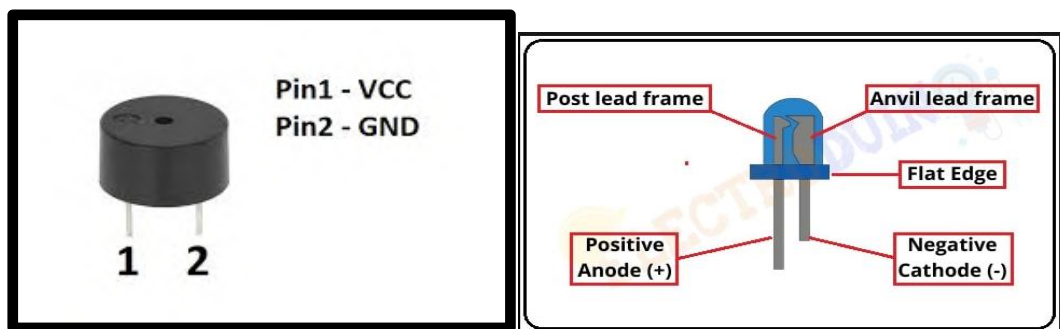 Pin1 - VCC
Pin2 - GND
1 2
Post lead frame
Anvil lead frame
Flat Edge
Positive
Anode (+)
Negative
Cathode (-)